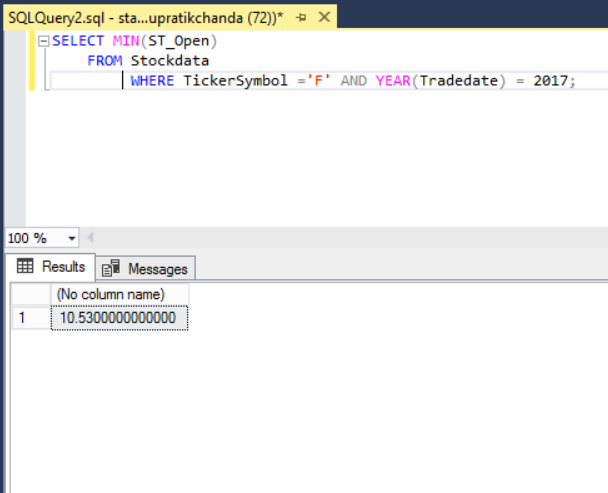 SQLQuery2.sql - sta...upratikchanda (72))*
SELECT MIN(ST_Open)
FROM Stockdata
WHERE TickerSymbol ='F' AND YEAR(Tradedate) = 2017;
100 %
Results Messages
(No column name)
1 10.5300000000000